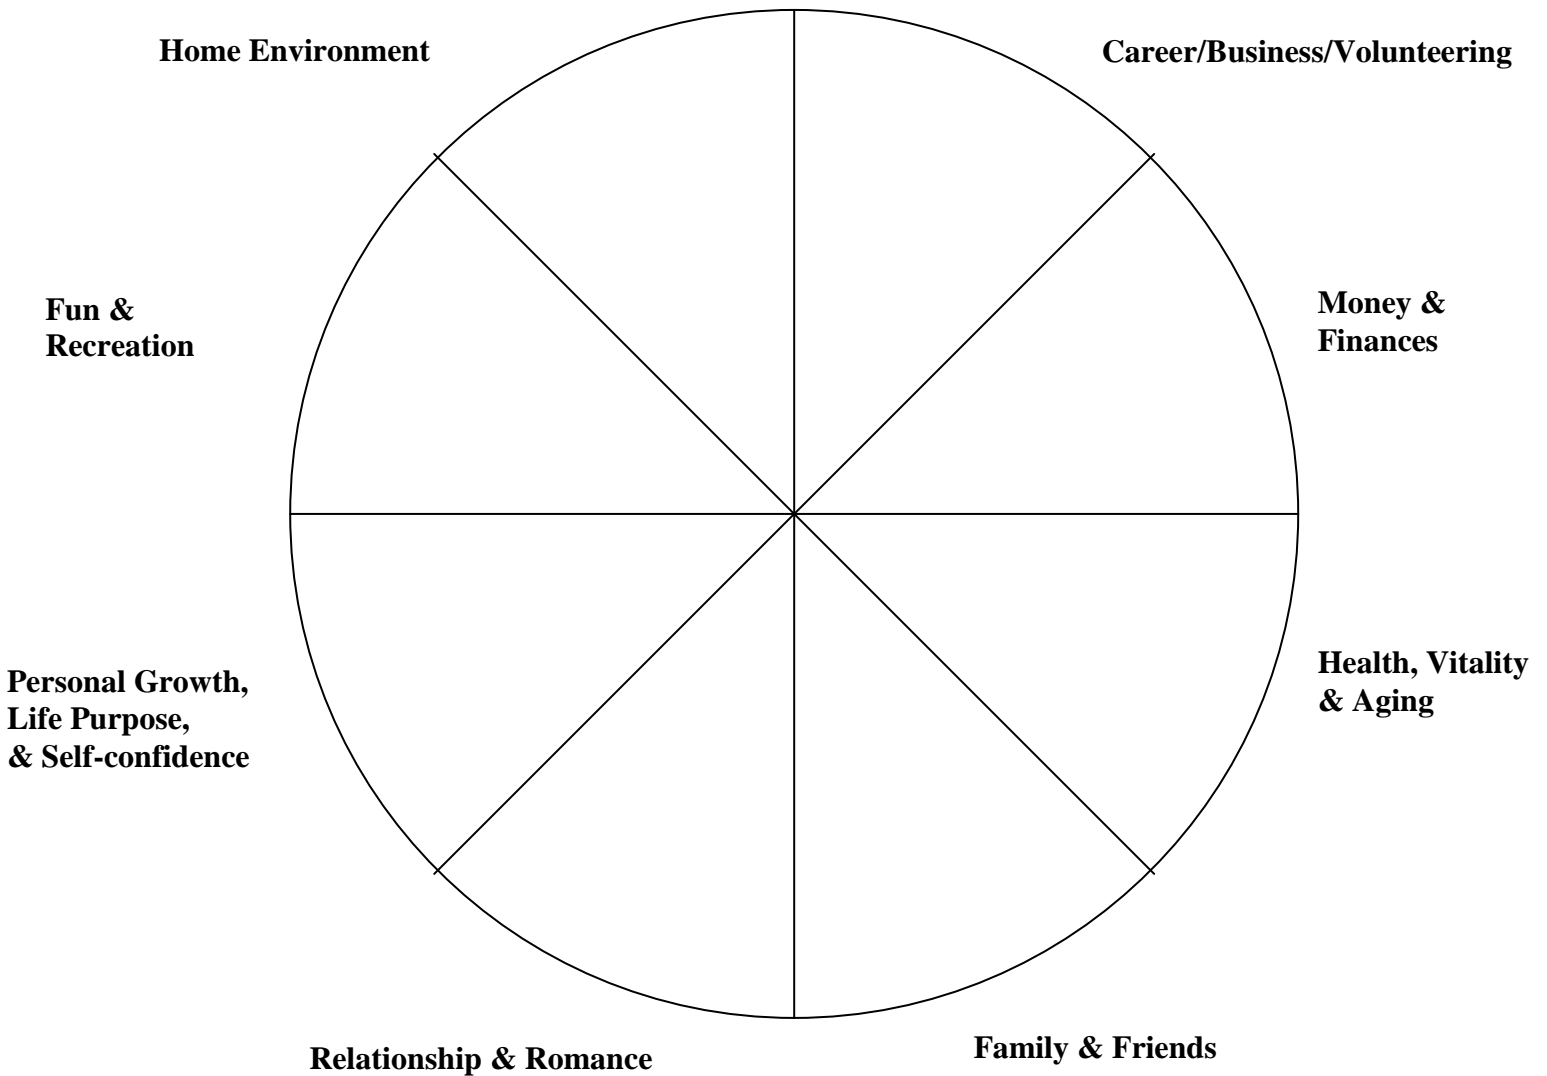 Home Environment
Career/Business/Volunteering
Fun &
Recreation
Money &
Finances
Personal Growth,
Life Purpose,
& Self-confidence
Health, Vitality
& Aging
Relationship & Romance
Family & Friends